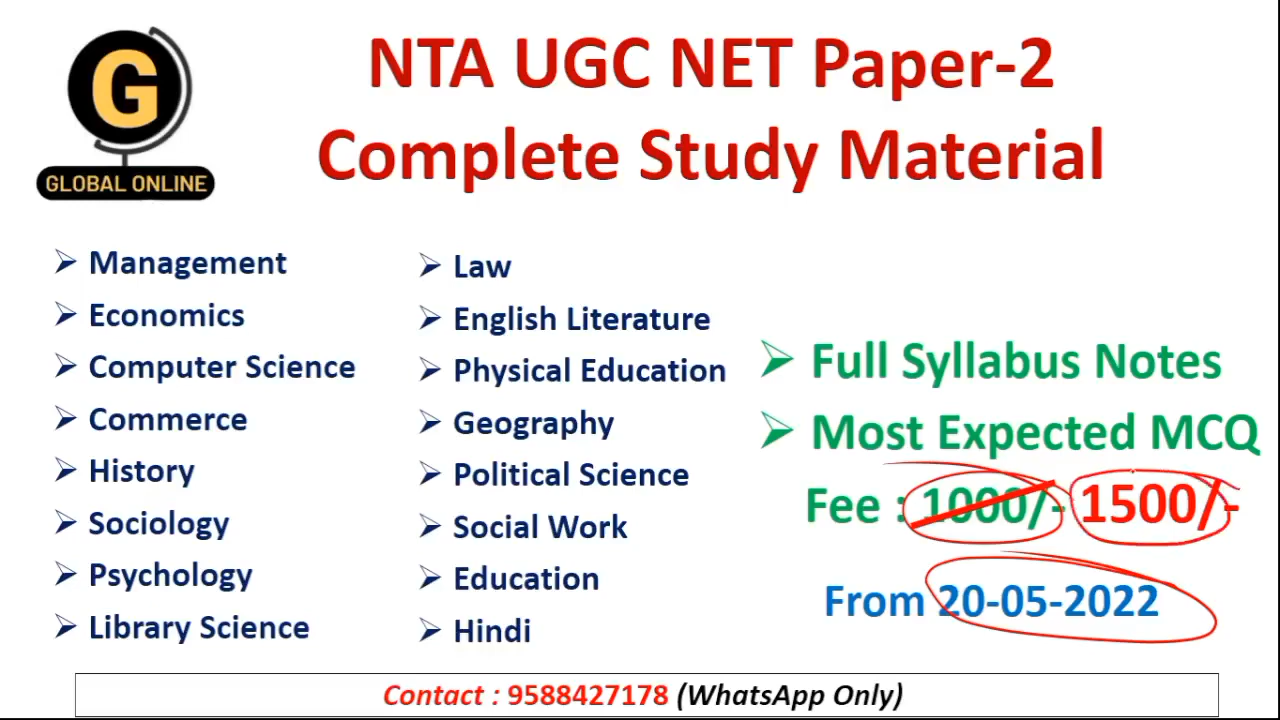 G
GLOBAL ONLINE
NTA UGC NET Paper-2
Complete Study Material
Management
Economics
Computer Science
Commerce
History
Sociology
Psychology
Library Science
Law
English Literature
Physical Education
Geography
Political Science
Social Work
Education
Hindi
Full Syllabus Notes
Most Expected MCQ
Fee : 1000/- 1500/-
From 20-05-2022
Contact : 9588427178 (WhatsApp Only)